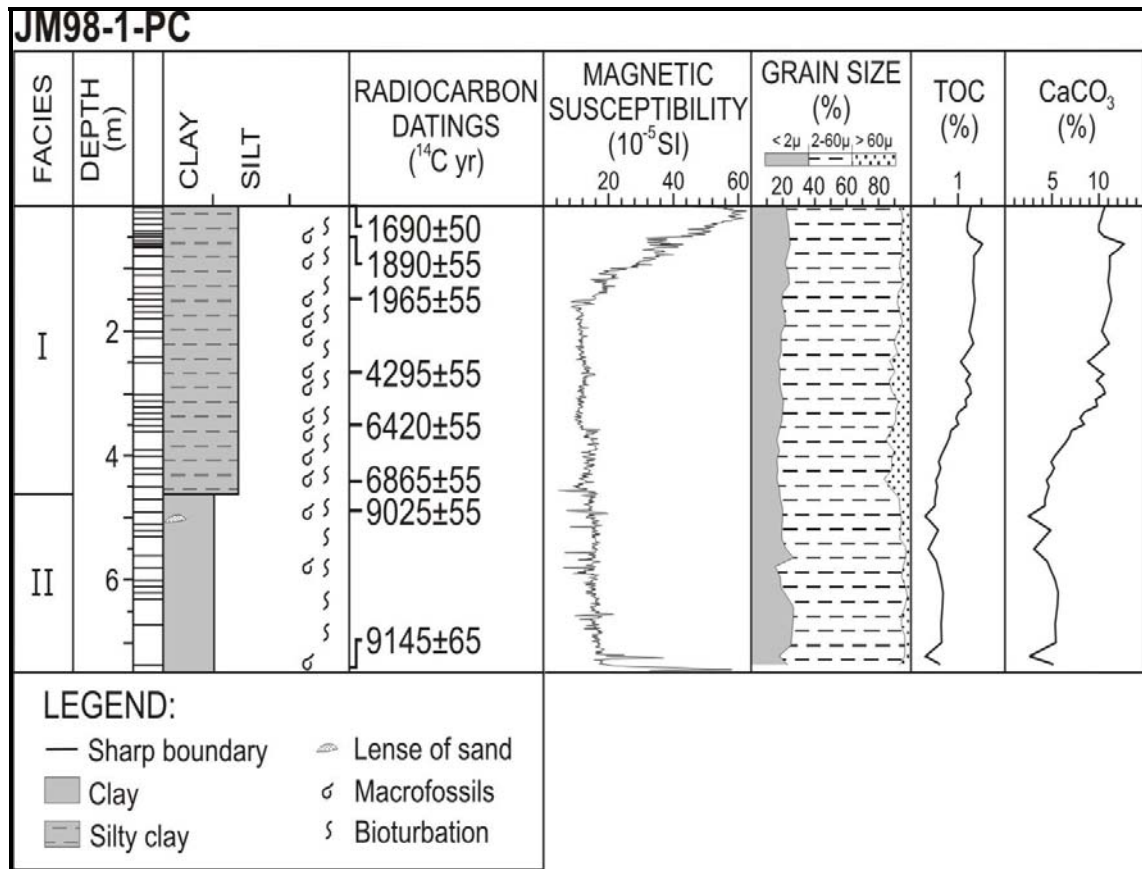 JM98-1-PC
FACIES
DEPTH
(m)
CLAY
SILT
RADIOCARBON
DATINGS
(¹⁴C yr)
MAGNETIC
SUSCEPTIBILITY
(10⁻⁵SI)
20 40 60
GRAIN SIZE
(%)
< 2µ 2-60µ > 60µ
20 40 60 80
TOC
(%)
1
CaCO₃
(%)
5 10
I
II
2
4
6
1690±50
1890±55
1965±55
4295±55
6420±55
6865±55
9025±55
9145±65
LEGEND:
Sharp boundary
Clay
Silty clay
Lense of sand
Macrofossils
Bioturbation